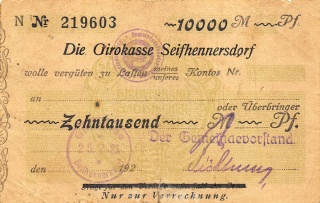 N № 219603 ~10000 M Pf.
Die Girokasse Seifhennersdorf
wolle vergüten zu Lasten meines Kontos Nr.
unseres
an oder Überbringer
Zehntausend M Pf.
Der Gemeindevorstand.
den 192
Nur zur Verrechnung.